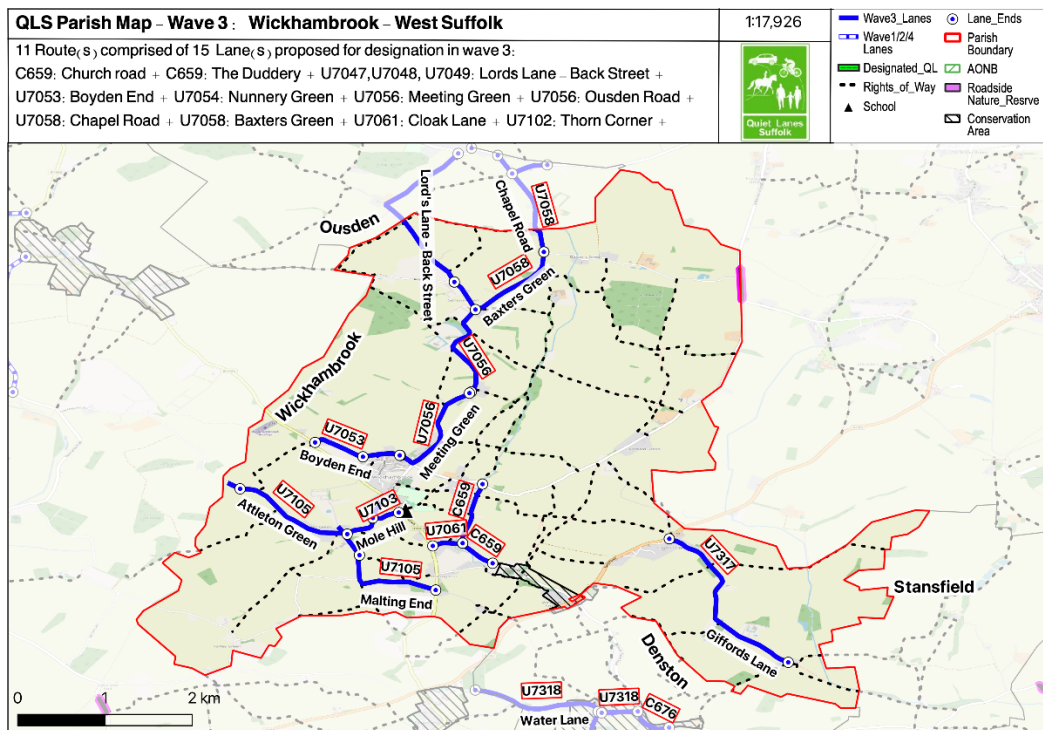 QLS Parish Map – Wave 3 : Wickhambrook – West Suffolk
11 Route(s) comprised of 15 Lane(s) proposed for designation in wave 3:
C659: Church road + C659: The Duddery + U7047,U7048, U7049: Lords Lane – Back Street +
U7053: Boyden End + U7054: Nunnery Green + U7056: Meeting Green + U7056: Ousden Road +
U7058: Chapel Road + U7058: Baxters Green + U7061: Cloak Lane + U7102: Thorn Corner +
1:17,926
Quiet Lanes
Suffolk
Wave3_Lanes
Wave1/2/4
Lanes
Designated_QL
Rights_of_Way
School
Lane_Ends
Parish
Boundary
AONB
Roadside
Nature_Resrve
Conservation
Area
Ousden
Lord's Lane – Back Street
Chapel Road
U7058
U7058
Baxters Green
U7056
Wickhambrook
U7056
Meeting Green
U7053
Boyden End
U7105
Attleton Green
U7103
Mole Hill
C659
U7061
C659
U7105
Malting End
U7317
Giffords Lane
Stansfield
Denston
U7318
U7318
C676
Water Lane
0 1 2 km